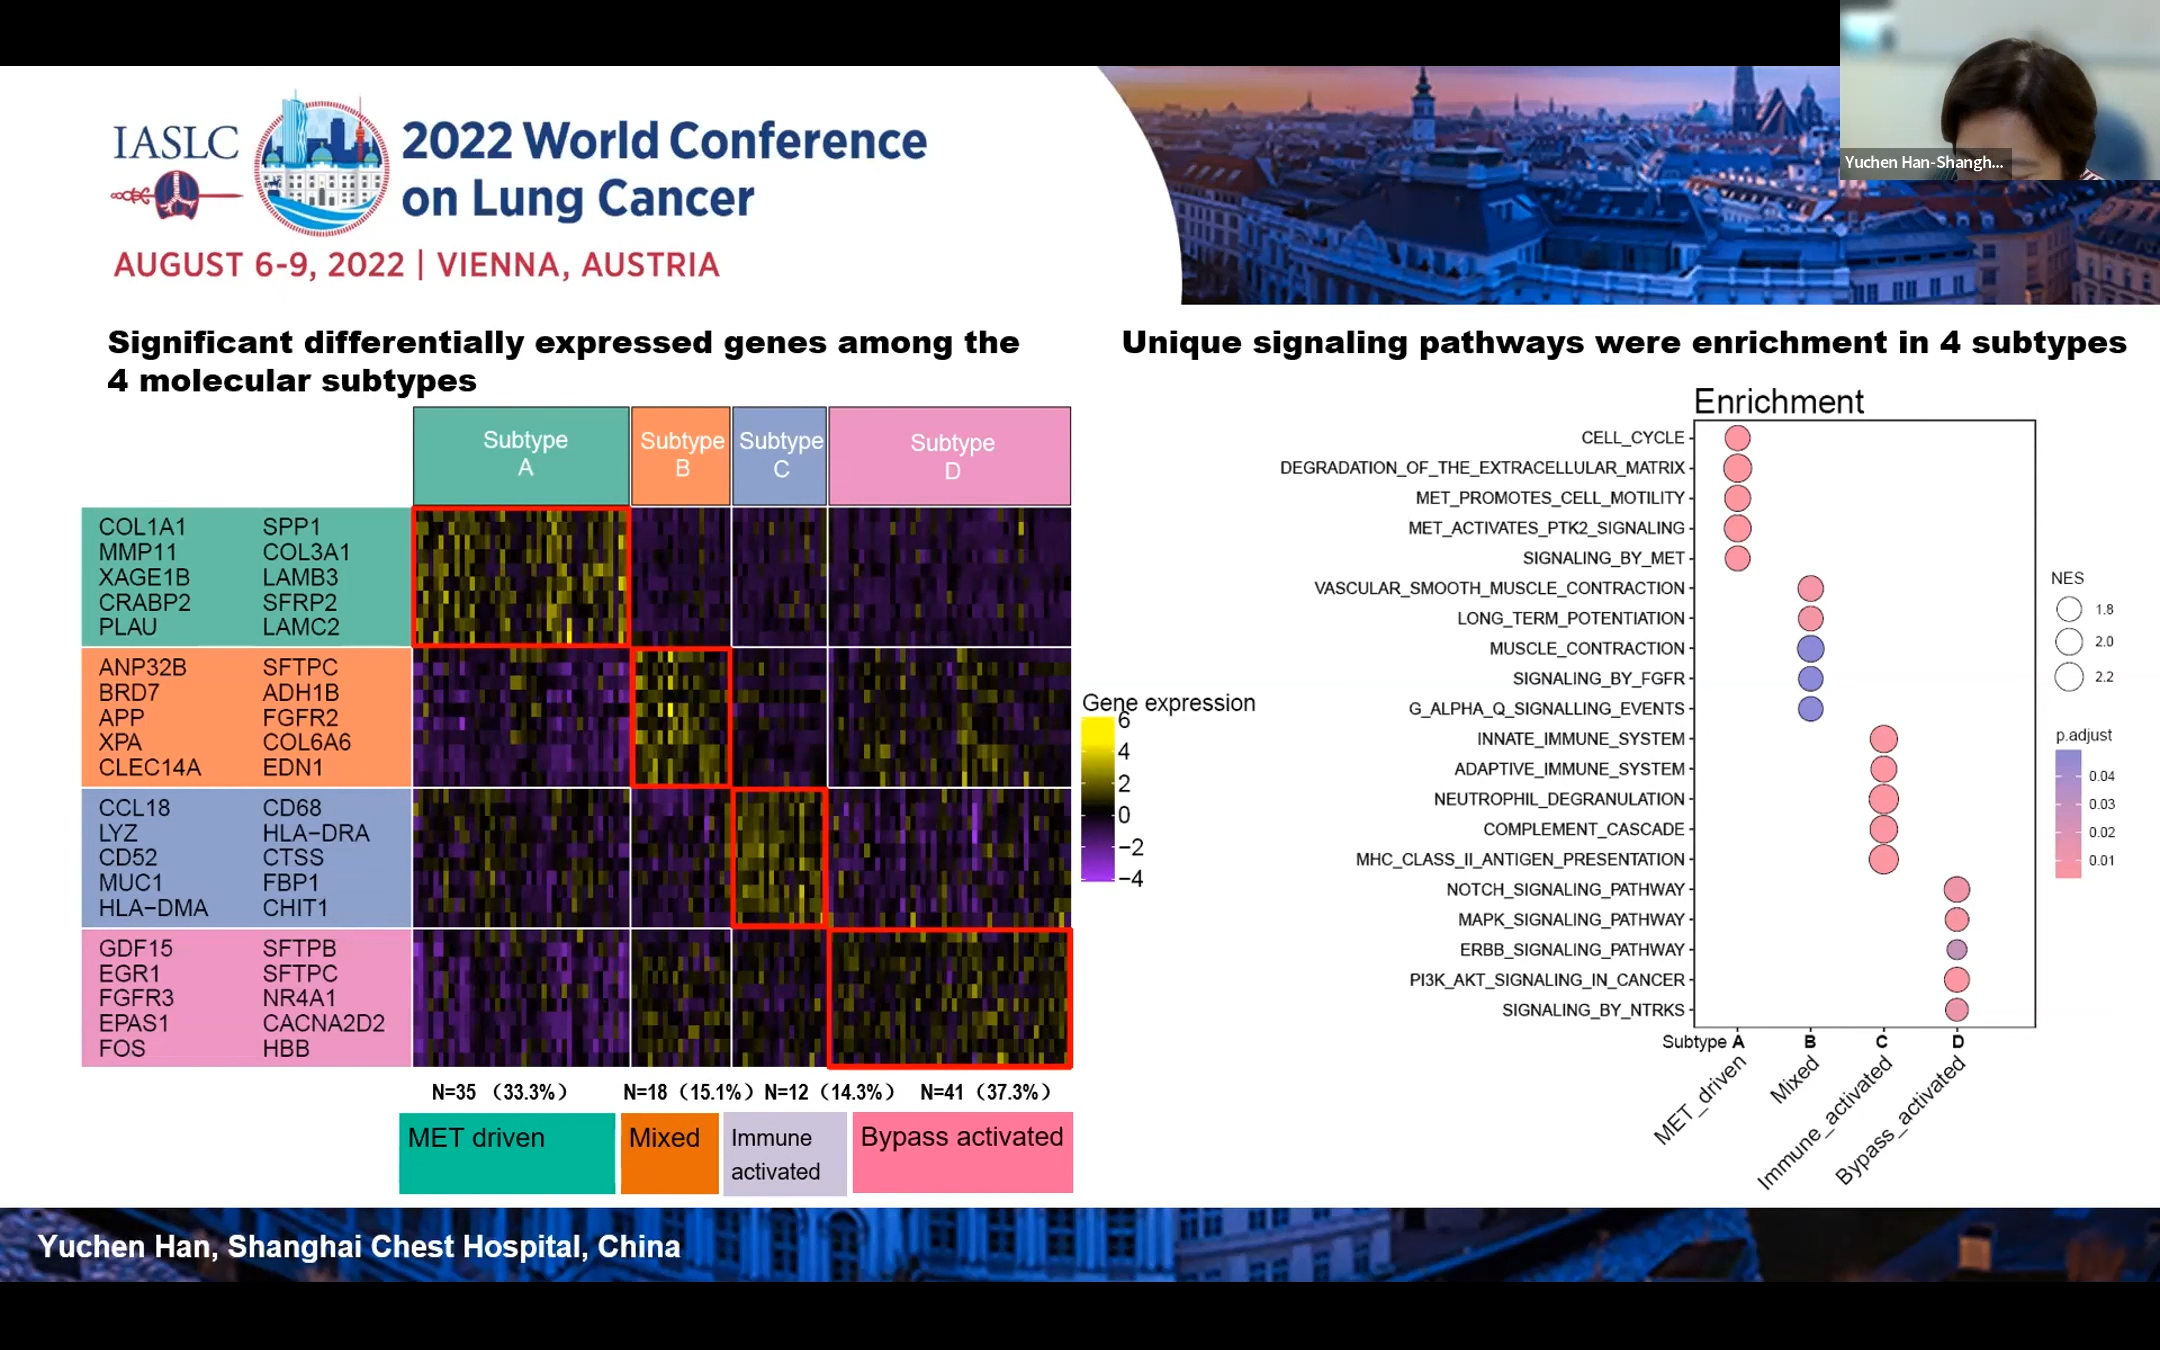 Yuchen Han-Shangh...
IASLC
2022 World Conference
on Lung Cancer
AUGUST 6-9, 2022 | VIENNA, AUSTRIA
Significant differentially expressed genes among the
4 molecular subtypes
Subtype A
Subtype B
Subtype C
Subtype D
COL1A1 SPP1
MMP11 COL3A1
XAGE1B LAMB3
CRABP2 SFRP2
PLAU LAMC2
ANP32B SFTPC
BRD7 ADH1B
APP FGFR2
XPA COL6A6
CLEC14A EDN1
CCL18 CD68
LYZ HLA-DRA
CD52 CTSS
MUC1 FBP1
HLA-DMA CHIT1
GDF15 SFTPB
EGR1 SFTPC
FGFR3 NR4A1
EPAS1 CACNA2D2
FOS HBB
Gene expression
6
4
2
0
-2
-4
N=35 (33.3%) N=18 (15.1%) N=12 (14.3%) N=41 (37.3%)
MET driven
Mixed
Immune
activated
Bypass activated
Unique signaling pathways were enrichment in 4 subtypes
Enrichment
CELL_CYCLE
DEGRADATION_OF_THE_EXTRACELLULAR_MATRIX
MET_PROMOTES_CELL_MOTILITY
MET_ACTIVATES_PTK2_SIGNALING
SIGNALING_BY_MET
VASCULAR_SMOOTH_MUSCLE_CONTRACTION
LONG_TERM_POTENTIATION
MUSCLE_CONTRACTION
SIGNALING_BY_FGFR
G_ALPHA_Q_SIGNALLING_EVENTS
INNATE_IMMUNE_SYSTEM
ADAPTIVE_IMMUNE_SYSTEM
NEUTROPHIL_DEGRANULATION
COMPLEMENT_CASCADE
MHC_CLASS_II_ANTIGEN_PRESENTATION
NOTCH_SIGNALING_PATHWAY
MAPK_SIGNALING_PATHWAY
ERBB_SIGNALING_PATHWAY
PI3K_AKT_SIGNALING_IN_CANCER
SIGNALING_BY_NTRKS
Subtype A B C D
MET_driven
Mixed
Immune_activated
Bypass_activated
NES
1.8
2.0
2.2
p.adjust
0.04
0.03
0.02
0.01
Yuchen Han, Shanghai Chest Hospital, China